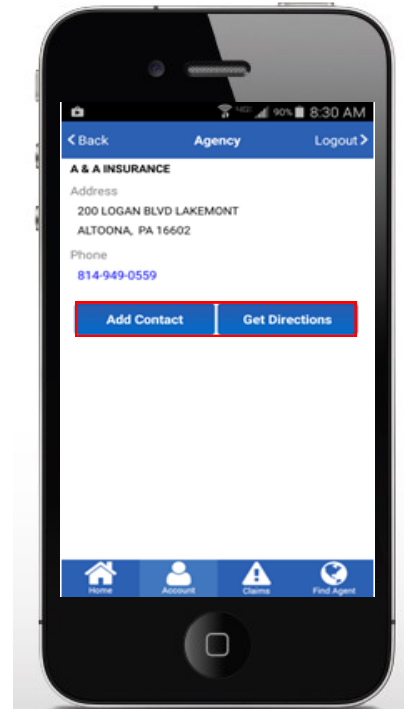 4G 90% 8:30 AM
Back Agency Logout
A & A INSURANCE
Address
200 LOGAN BLVD LAKEMONT
ALTOONA, PA 16602
Phone
814-949-0559
Add Contact Get Directions
Home Account Claims Find Agent